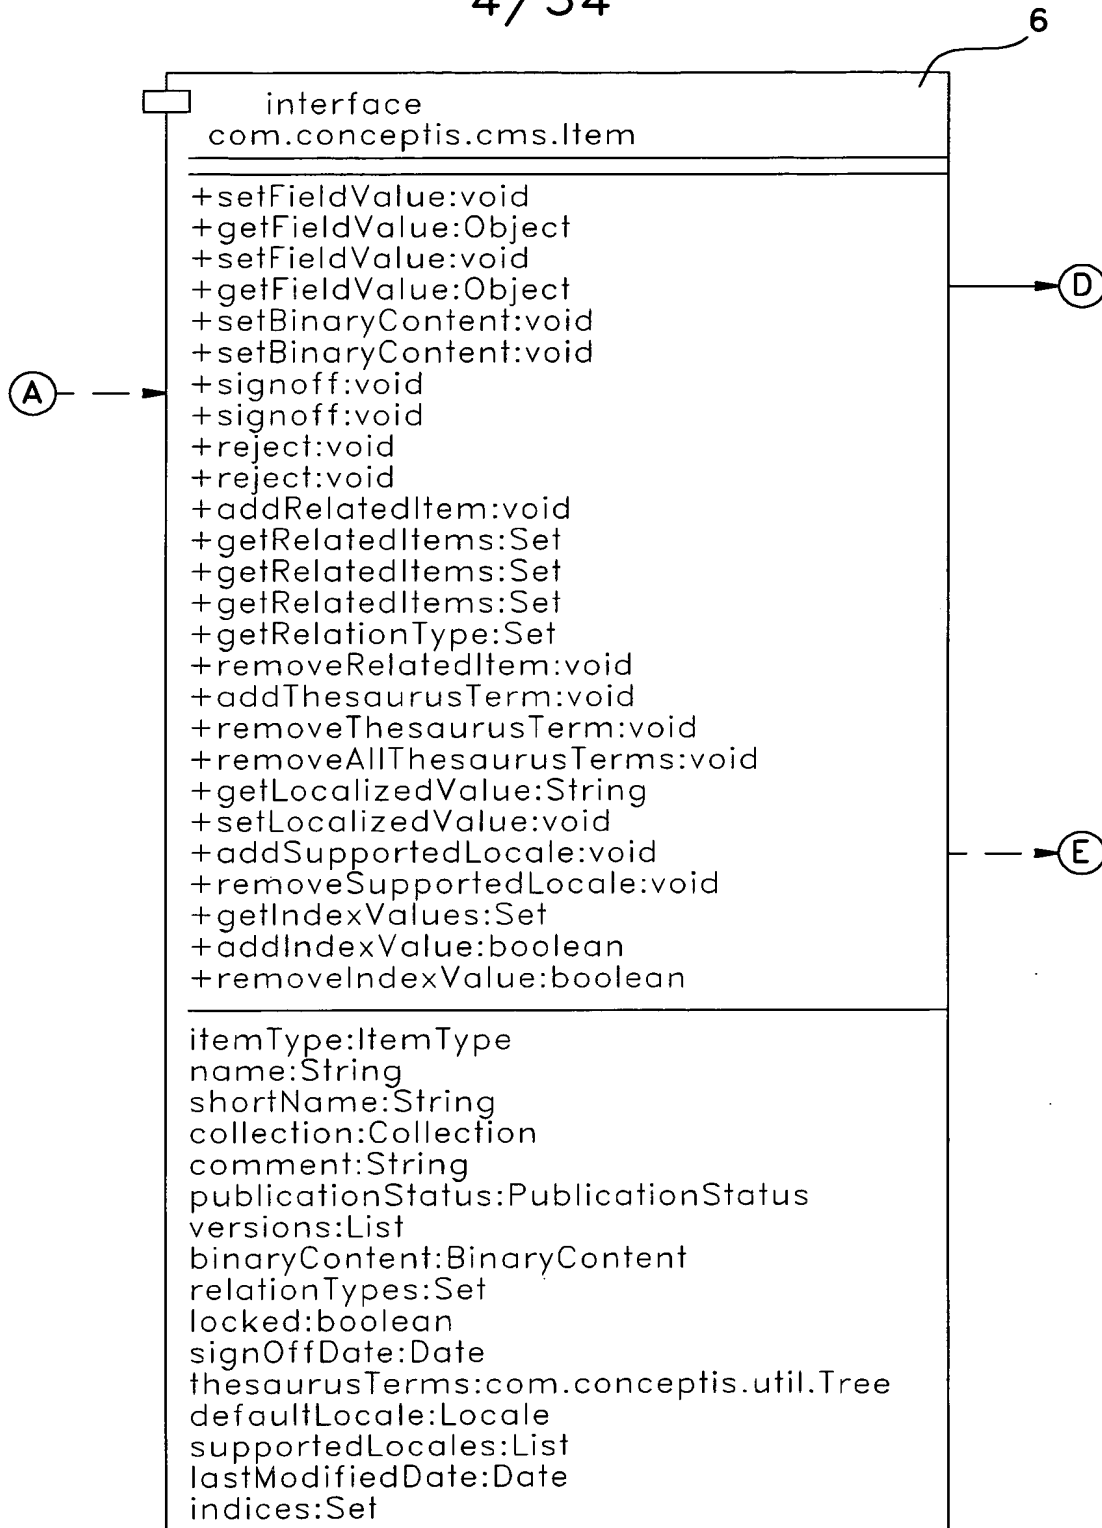 4/34
6
interface
com.conceptis.cms.Item
+setFieldValue:void
+getFieldValue:Object
+setFieldValue:void
+getFieldValue:Object
D
+setBinaryContent:void
+setBinaryContent:void
A
+signoff:void
+signoff:void
+reject:void
+reject:void
+addRelatedItem:void
+getRelatedItems:Set
+getRelatedItems:Set
+getRelatedItems:Set
+getRelationType:Set
+removeRelatedItem:void
+addThesaurusTerm:void
+removeThesaurusTerm:void
+removeAllThesaurusTerms:void
+getLocalizedValue:String
+setLocalizedValue:void
+addSupportedLocale:void
E
+removeSupportedLocale:void
+getIndexValues:Set
+addIndexValue:boolean
+removeIndexValue:boolean
itemType:ItemType
name:String
shortName:String
collection:Collection
comment:String
publicationStatus:PublicationStatus
versions:List
binaryContent:BinaryContent
relationTypes:Set
locked:boolean
signOffDate:Date
thesaurusTerms:com.conceptis.util.Tree
defaultLocale:Locale
supportedLocales:List
lastModifiedDate:Date
indices:Set